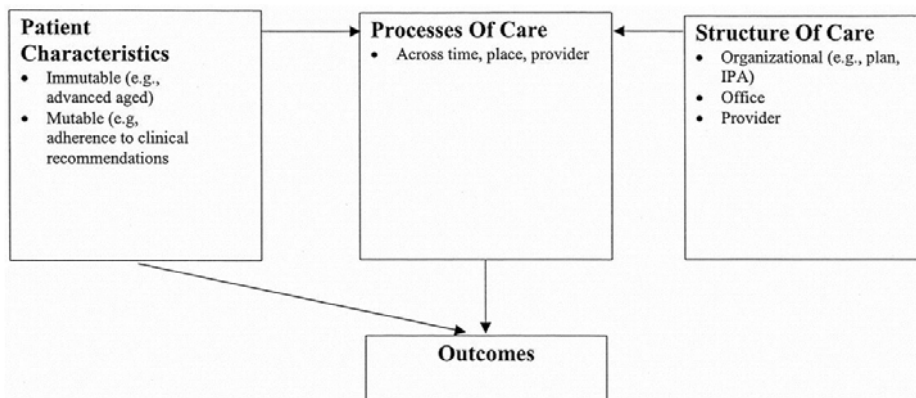 Patient
Characteristics
• Immutable (e.g.,
advanced aged)
• Mutable (e.g,
adherence to clinical
recommendations
Processes Of Care
• Across time, place, provider
Structure Of Care
• Organizational (e.g., plan,
IPA)
• Office
• Provider
Outcomes